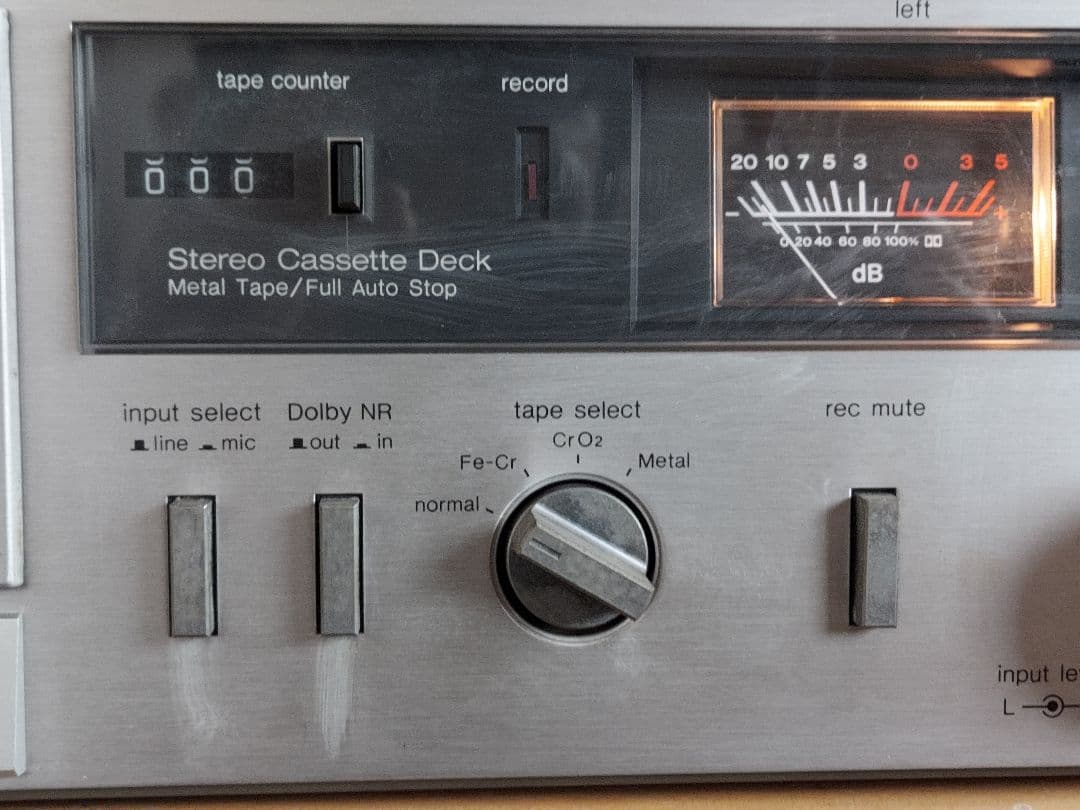 left
tape counter
record
0 0 0
20 10 7 5 3 0 3 5
- +
0 20 40 60 80 100%
dB
Stereo Cassette Deck
Metal Tape/Full Auto Stop
input select
line mic
Dolby NR
out in
tape select
normal
Fe-Cr
CrO2
Metal
rec mute
input le
L